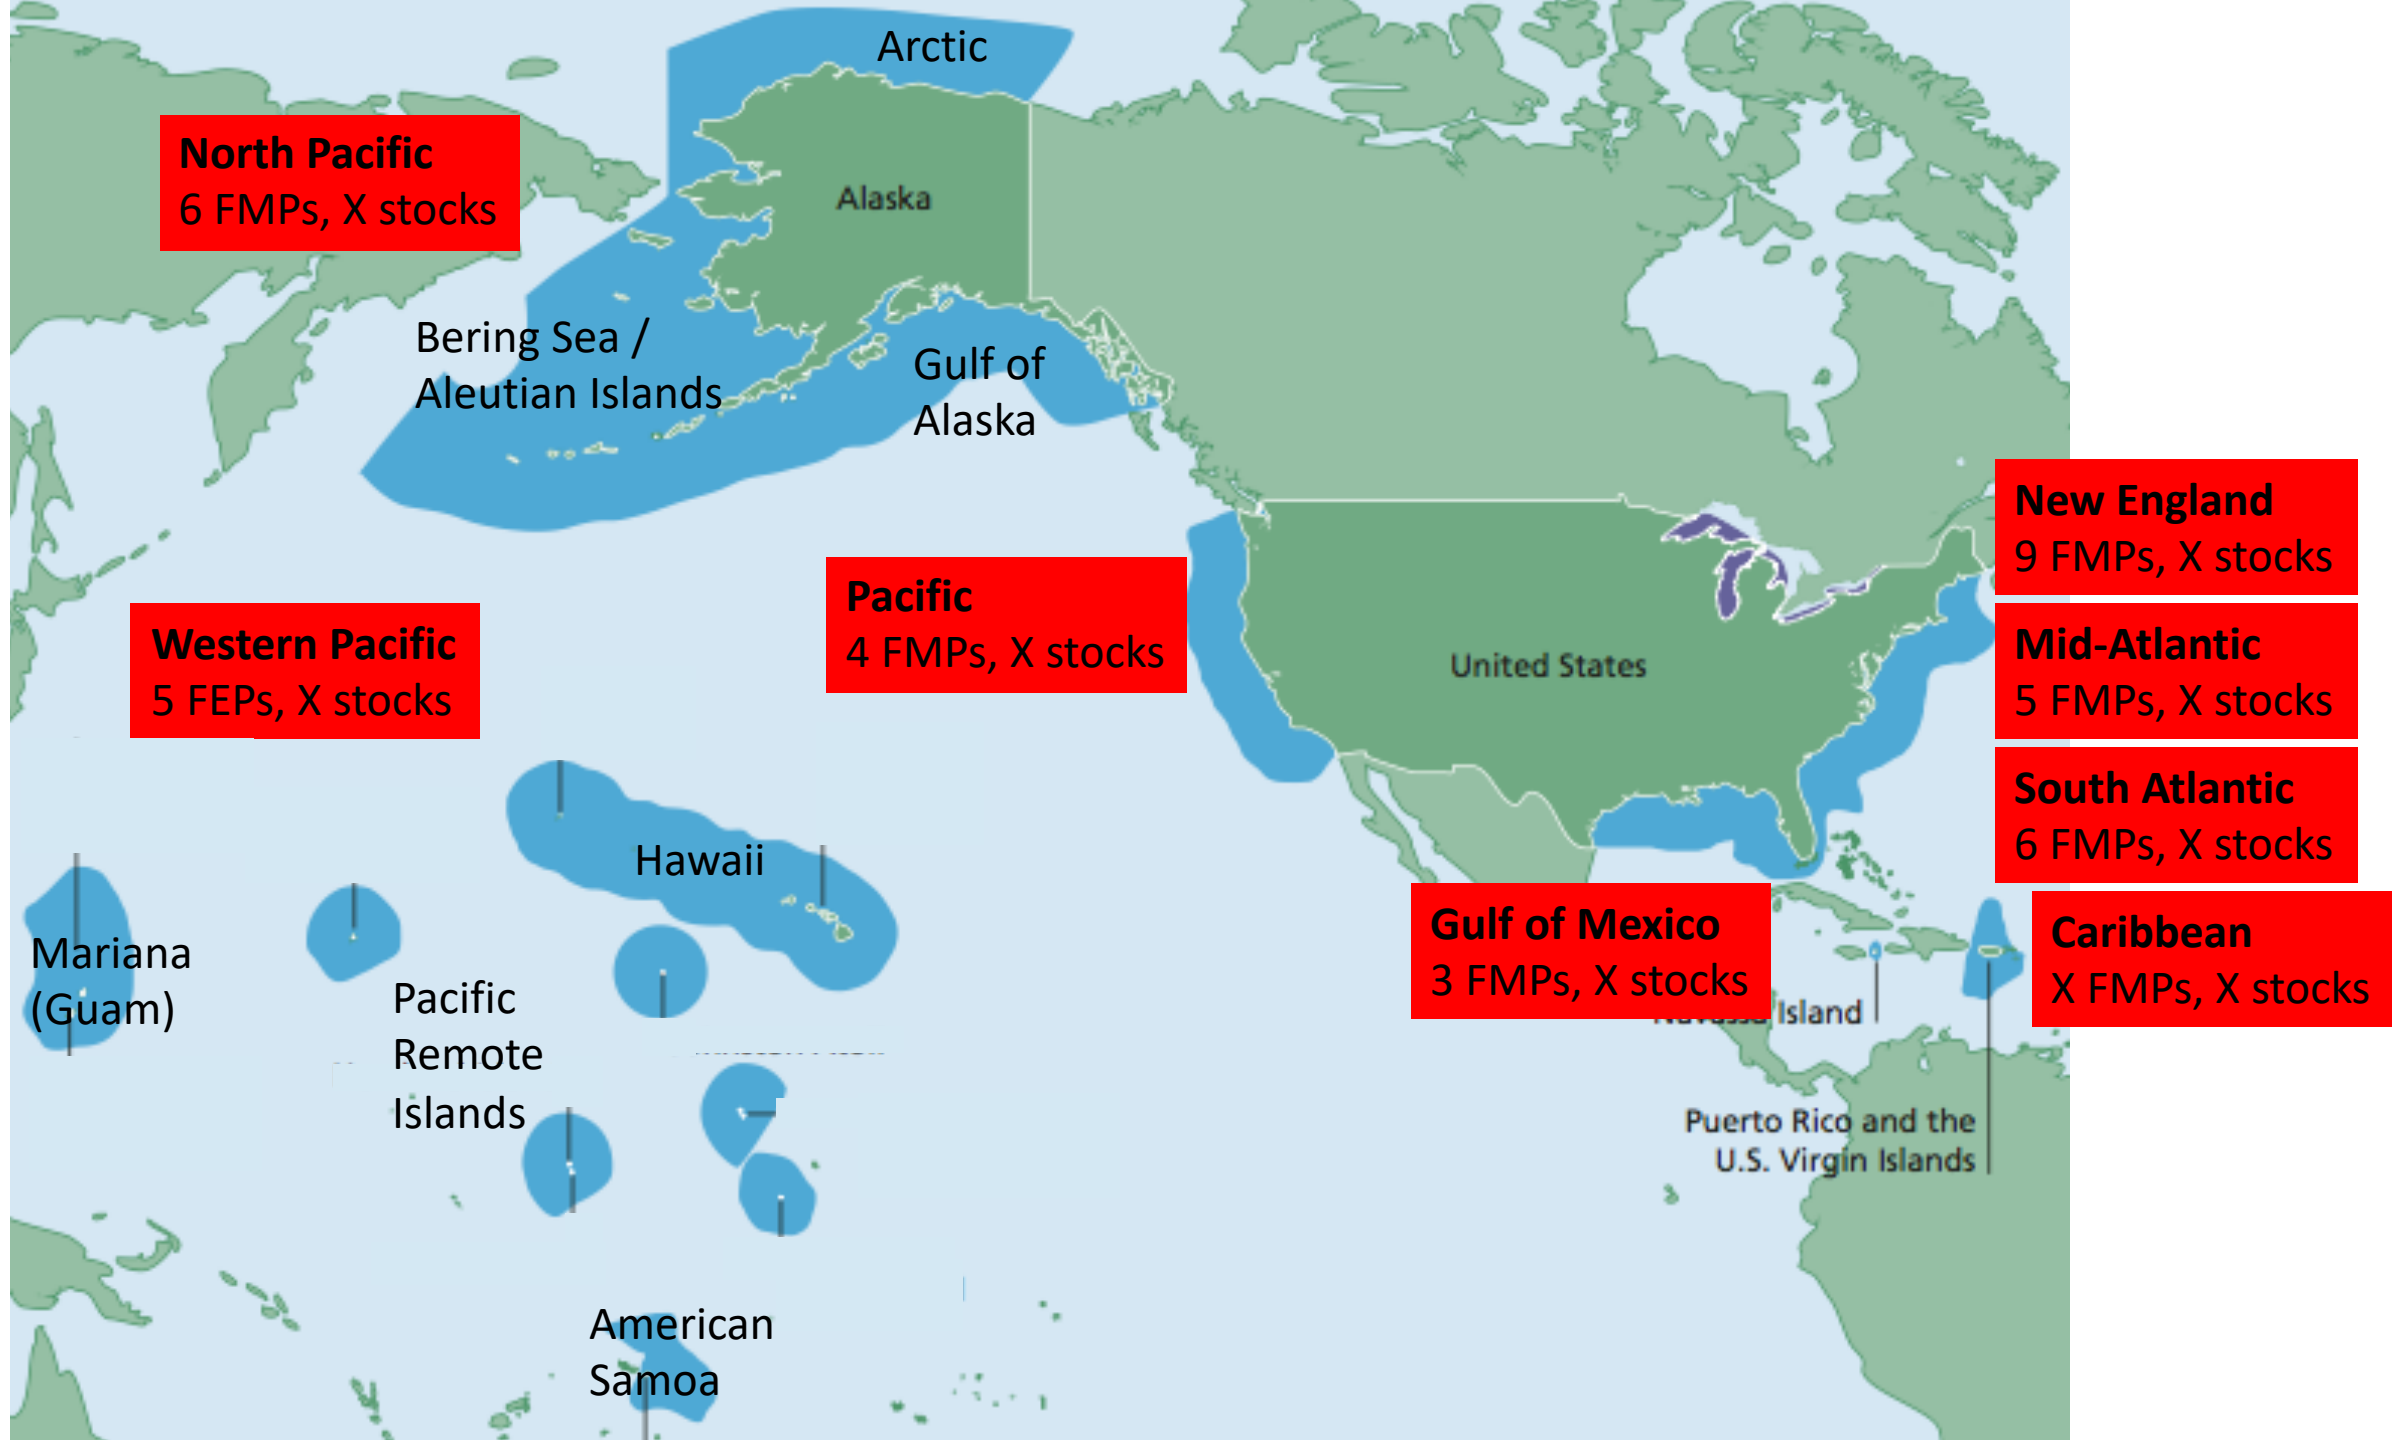 Arctic
North Pacific
6 FMPs, X stocks
Alaska
Bering Sea /
Aleutian Islands
Gulf of
Alaska
New England
9 FMPs, X stocks
Pacific
4 FMPs, X stocks
Western Pacific
5 FEPs, X stocks
United States
Mid-Atlantic
5 FMPs, X stocks
South Atlantic
6 FMPs, X stocks
Hawaii
Gulf of Mexico
3 FMPs, X stocks
Caribbean
X FMPs, X stocks
Mariana
(Guam)
Pacific
Remote
Islands
Island
Puerto Rico and the
U.S. Virgin Islands
American
Samoa